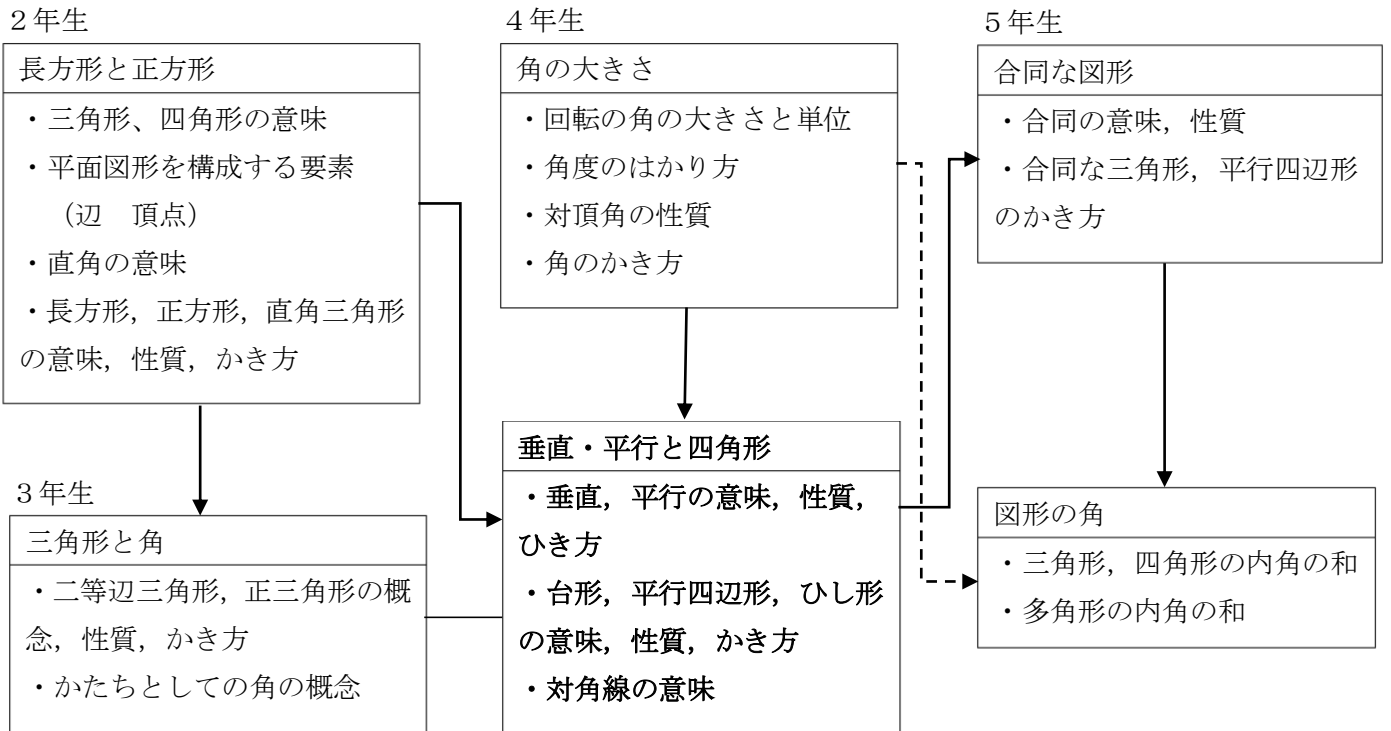 ２年生
長方形と正方形
・三角形、四角形の意味
・平面図形を構成する要素
（辺　頂点）
・直角の意味
・長方形，正方形，直角三角形
の意味，性質，かき方
３年生
三角形と角
・二等辺三角形，正三角形の概
念，性質，かき方
・かたちとしての角の概念
４年生
角の大きさ
・回転の角の大きさと単位
・角度のはかり方
・対頂角の性質
・角のかき方
垂直・平行と四角形
・垂直，平行の意味，性質，
ひき方
・台形，平行四辺形，ひし形
の意味，性質，かき方
・対角線の意味
５年生
合同な図形
・合同の意味，性質
・合同な三角形，平行四辺形
のかき方
図形の角
・三角形，四角形の内角の和
・多角形の内角の和